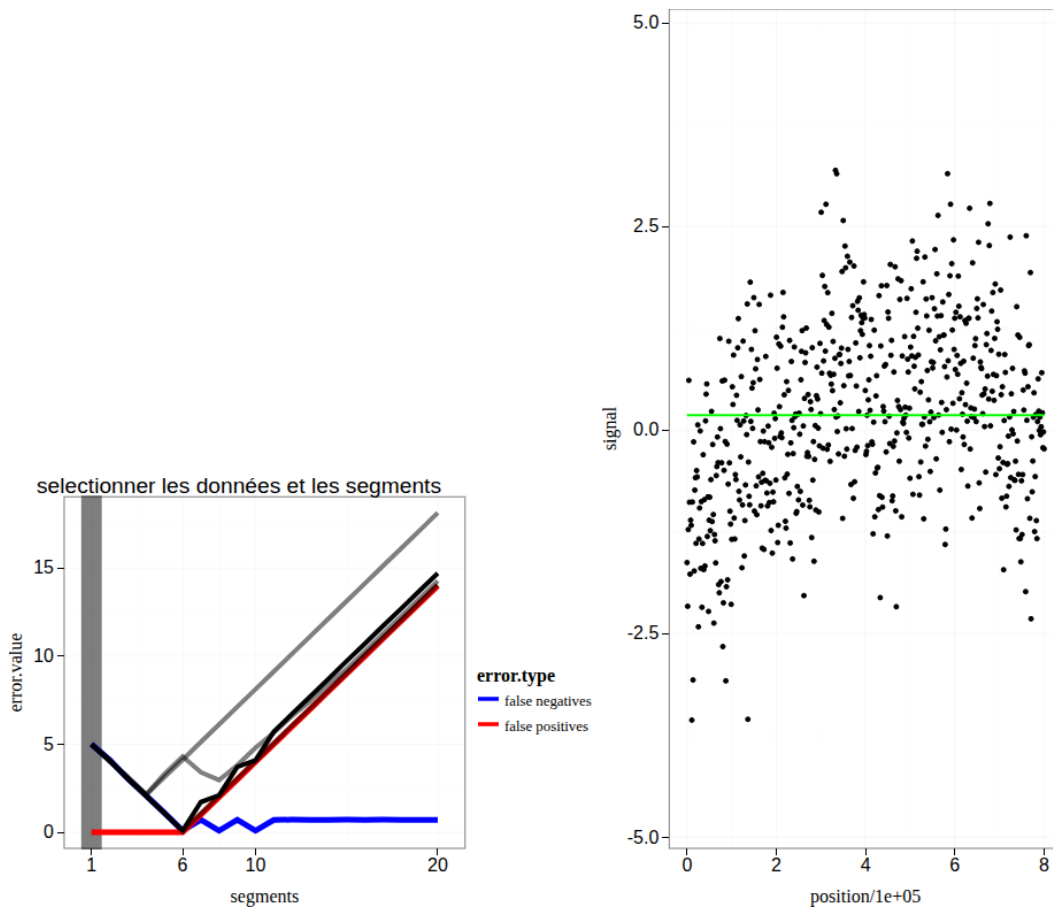 selectionner les données et les segments
error.value
15
10
5
0
1
6
10
20
segments
error.type
false negatives
false positives
signal
5.0
2.5
0.0
-2.5
-5.0
0
2
4
6
8
position/1e+05